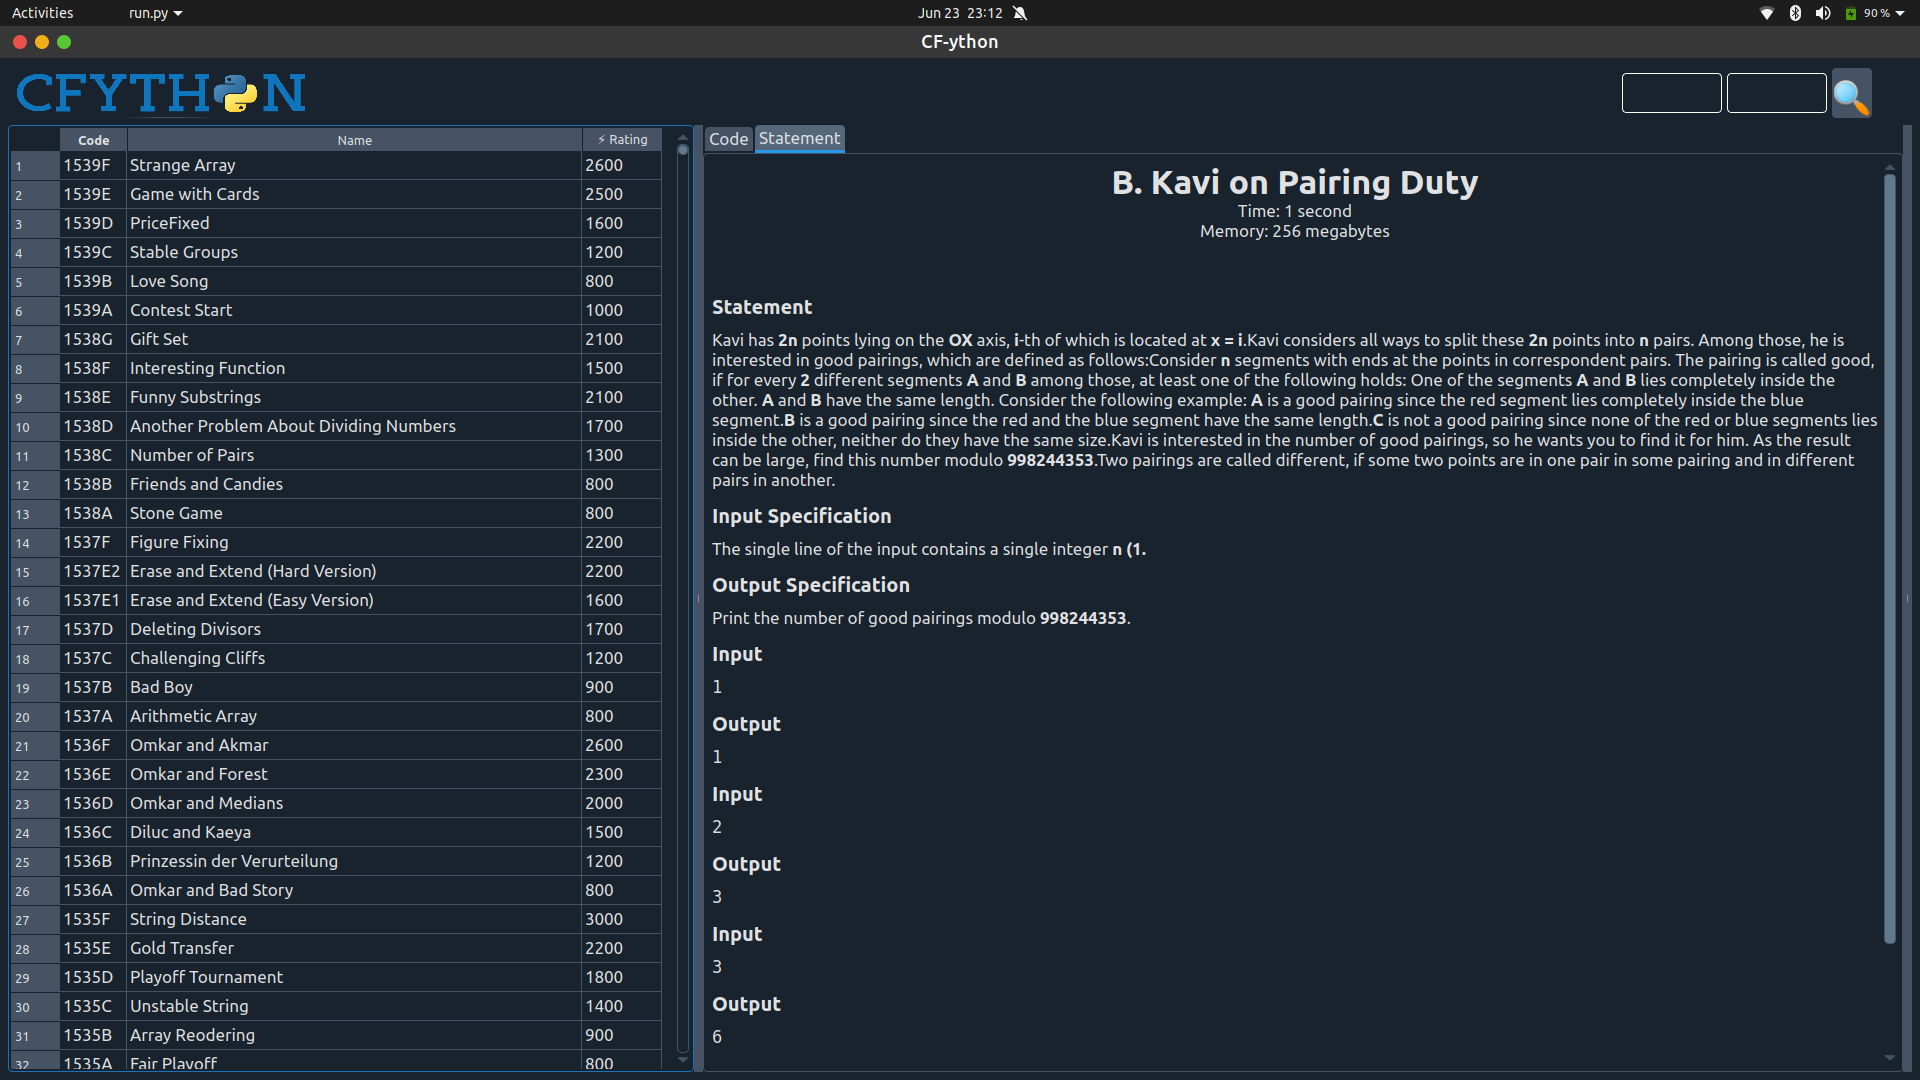 Activities run.py Jun 23 23:12 90 %
CF-ython
CFYTHON
Code Name ⚡ Rating
1 1539F Strange Array 2600
2 1539E Game with Cards 2500
3 1539D PriceFixed 1600
4 1539C Stable Groups 1200
5 1539B Love Song 800
6 1539A Contest Start 1000
7 1538G Gift Set 2100
8 1538F Interesting Function 1500
9 1538E Funny Substrings 2100
10 1538D Another Problem About Dividing Numbers 1700
11 1538C Number of Pairs 1300
12 1538B Friends and Candies 800
13 1538A Stone Game 800
14 1537F Figure Fixing 2200
15 1537E2 Erase and Extend (Hard Version) 2200
16 1537E1 Erase and Extend (Easy Version) 1600
17 1537D Deleting Divisors 1700
18 1537C Challenging Cliffs 1200
19 1537B Bad Boy 900
20 1537A Arithmetic Array 800
21 1536F Omkar and Akmar 2600
22 1536E Omkar and Forest 2300
23 1536D Omkar and Medians 2000
24 1536C Diluc and Kaeya 1500
25 1536B Prinzessin der Verurteilung 1200
26 1536A Omkar and Bad Story 800
27 1535F String Distance 3000
28 1535E Gold Transfer 2200
29 1535D Playoff Tournament 1800
30 1535C Unstable String 1400
31 1535B Array Reodering 900
32 1535A Fair Playoff 800
Code Statement
B. Kavi on Pairing Duty
Time: 1 second
Memory: 256 megabytes
Statement
Kavi has 2n points lying on the OX axis, i-th of which is located at x = i.Kavi considers all ways to split these 2n points into n pairs. Among those, he is
interested in good pairings, which are defined as follows:Consider n segments with ends at the points in correspondent pairs. The pairing is called good,
if for every 2 different segments A and B among those, at least one of the following holds: One of the segments A and B lies completely inside the
other. A and B have the same length. Consider the following example: A is a good pairing since the red segment lies completely inside the blue
segment.B is a good pairing since the red and the blue segment have the same length.C is not a good pairing since none of the red or blue segments lies
inside the other, neither do they have the same size.Kavi is interested in the number of good pairings, so he wants you to find it for him. As the result
can be large, find this number modulo 998244353.Two pairings are called different, if some two points are in one pair in some pairing and in different
pairs in another.
Input Specification
The single line of the input contains a single integer n (1.
Output Specification
Print the number of good pairings modulo 998244353.
Input
1
Output
1
Input
2
Output
3
Input
3
Output
6